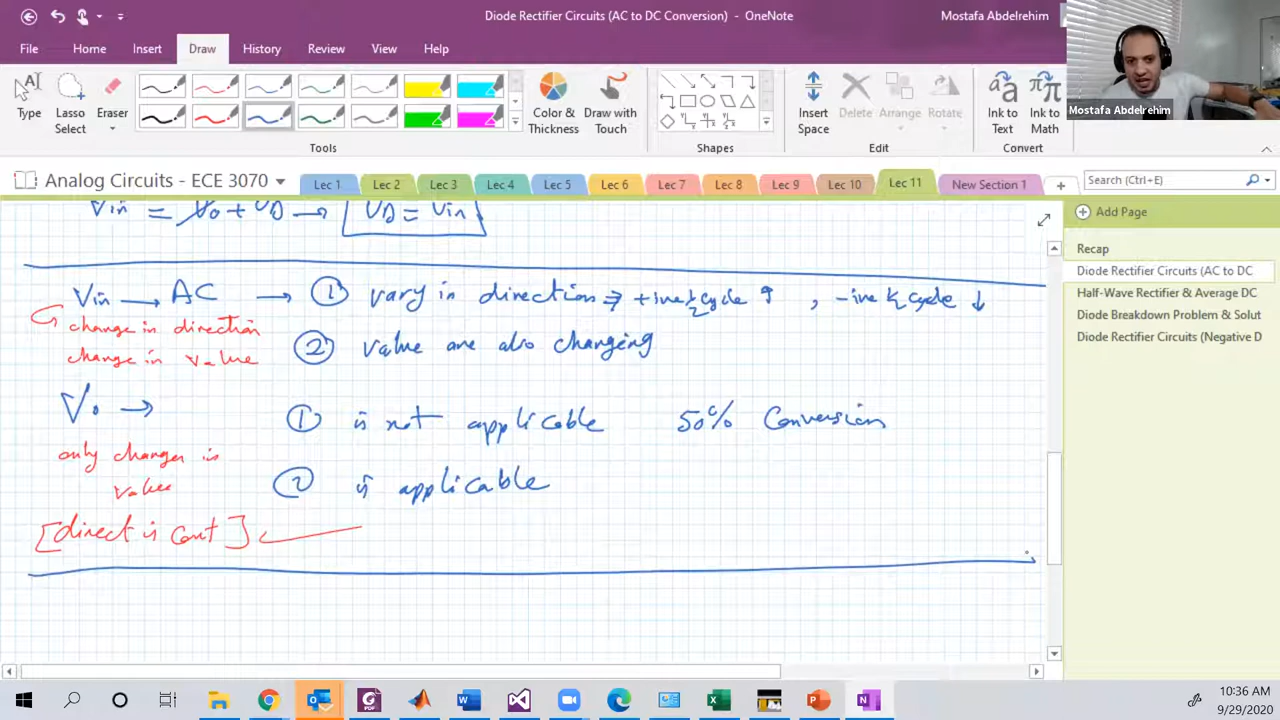 Diode Rectifier Circuits (AC to DC Conversion) - OneNote
Mostafa Abdelrehim
File Home Insert Draw History Review View Help
Type
Lasso Select
Eraser
Color & Thickness
Draw with Touch
Insert Space
Delete
Arrange
Rotate
Ink to Text
Ink to Math
Mostafa Abdelrehim
Tools
Shapes
Edit
Convert
Analog Circuits - ECE 3070
Lec 1 Lec 2 Lec 3 Lec 4 Lec 5 Lec 6 Lec 7 Lec 8 Lec 9 Lec 10 Lec 11 New Section 1
Search (Ctrl+E)
Add Page
Recap
Diode Rectifier Circuits (AC to DC
Half-Wave Rectifier & Average DC
Diode Breakdown Problem & Solut
Diode Rectifier Circuits (Negative D
Vin = Vo + VD → VD = Vin
Vin → AC → ① vary in direction ⇒ +ive ½ cycle ↑ , -ive ½ cycle ↓
change in direction
change in value
② value are also changing
Vo → ① is not applicable 50% Conversion
only changes in
value
② is applicable
[direct is cont]
10:36 AM
9/29/2020